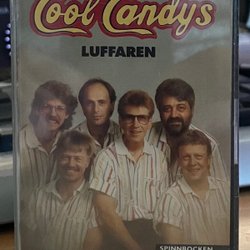 Cool Candys
LUFFAREN
SPINNROCKEN